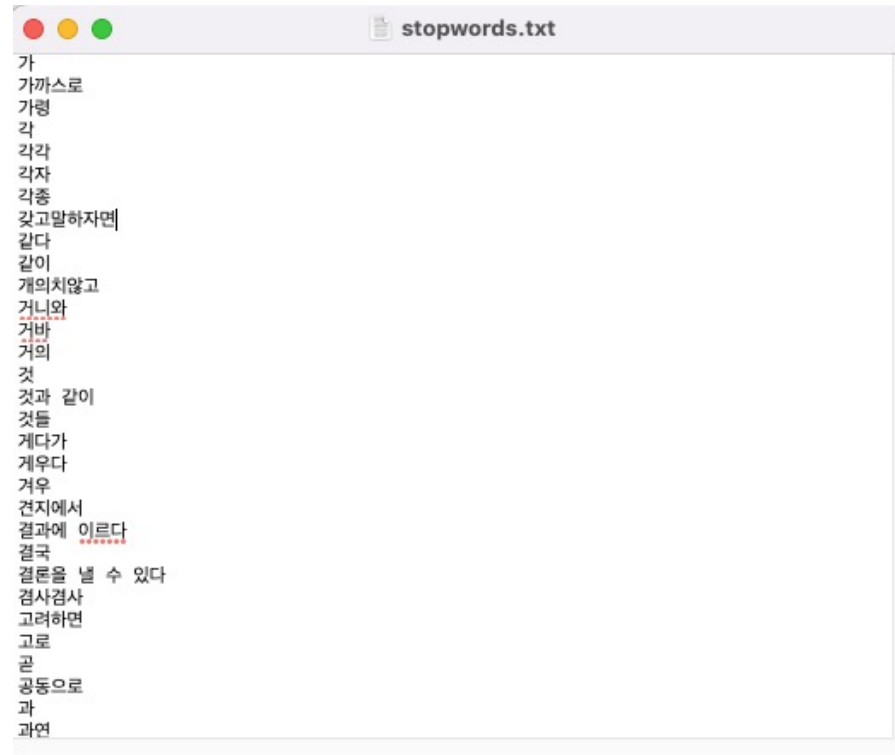 stopwords.txt
가
가까스로
가령
각
각각
각자
각종
갖고말하자면
같다
같이
개의치않고
거니와
거바
거의
것
것과 같이
것들
게다가
게우다
겨우
견지에서
결과에 이르다
결국
결론을 낼 수 있다
겸사겸사
고려하면
고로
곧
공동으로
과
과연